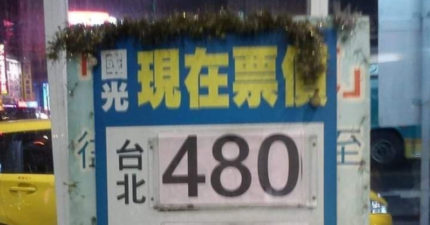 國光 現在票價
往 台北 480 至